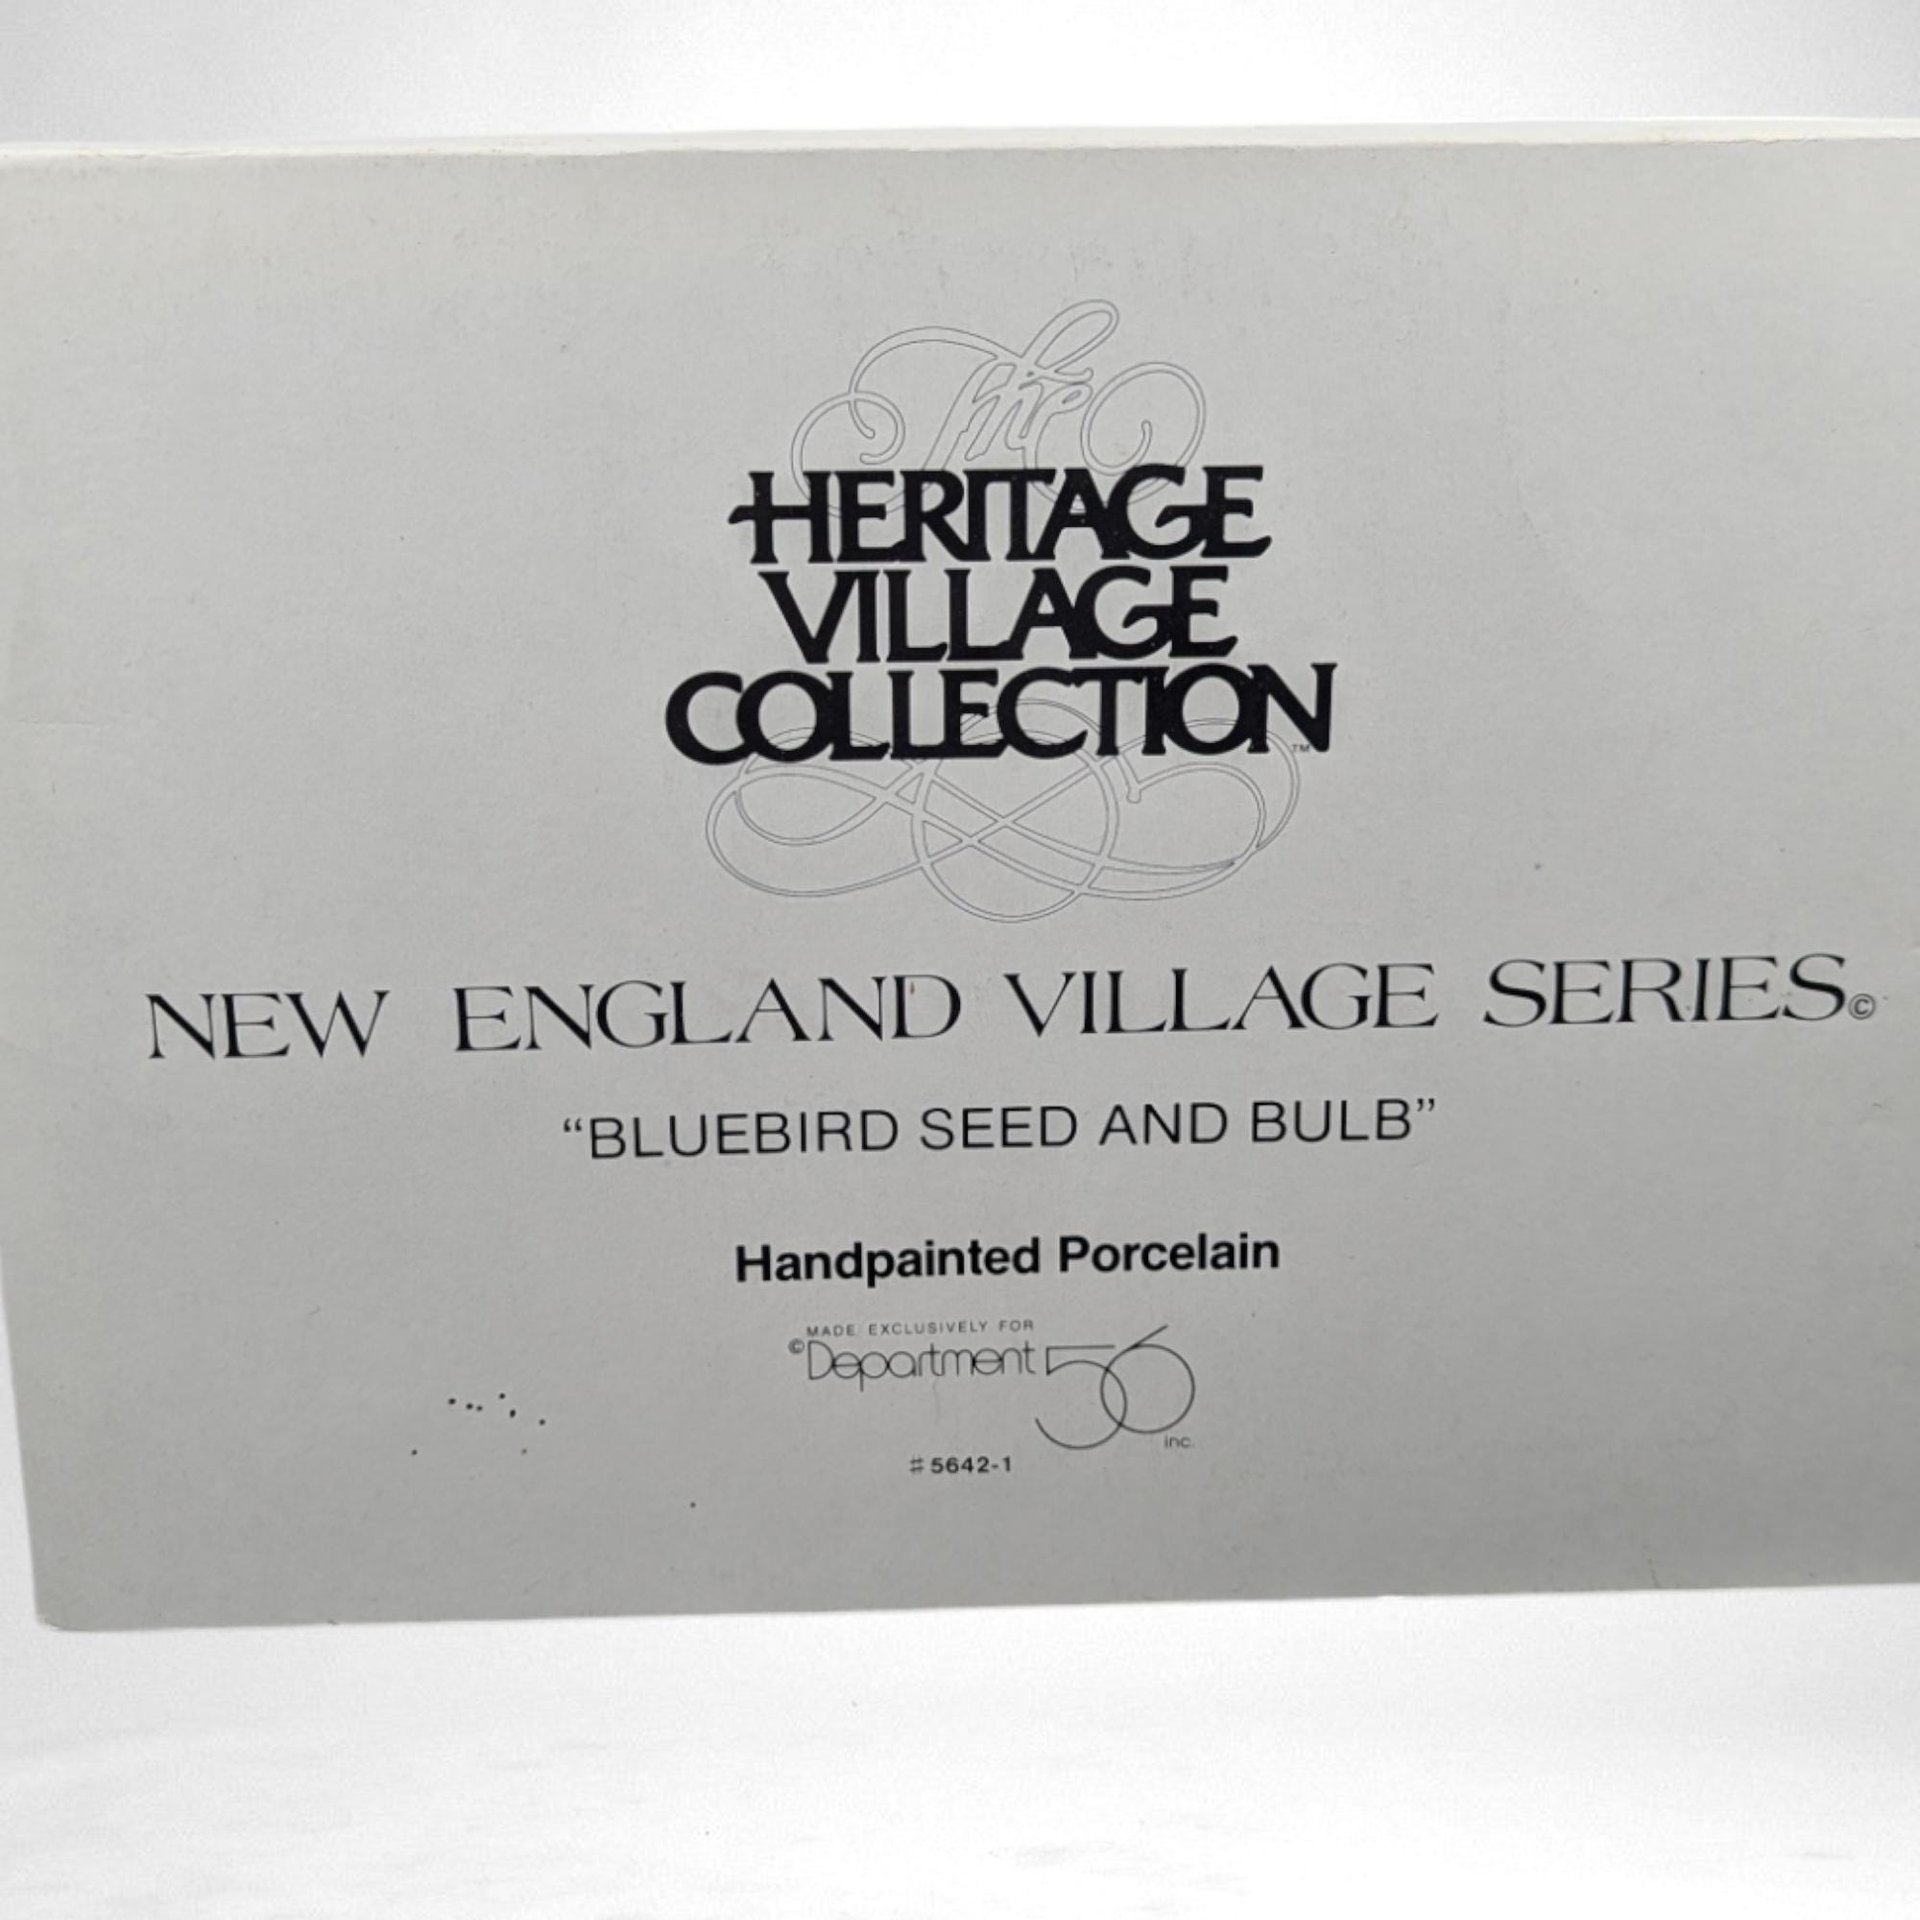 The
HERITAGE
VILLAGE
COLLECTION™
NEW ENGLAND VILLAGE SERIES©
“BLUEBIRD SEED AND BULB”
Handpainted Porcelain
MADE EXCLUSIVELY FOR
©Department 56
inc.
#5642-1